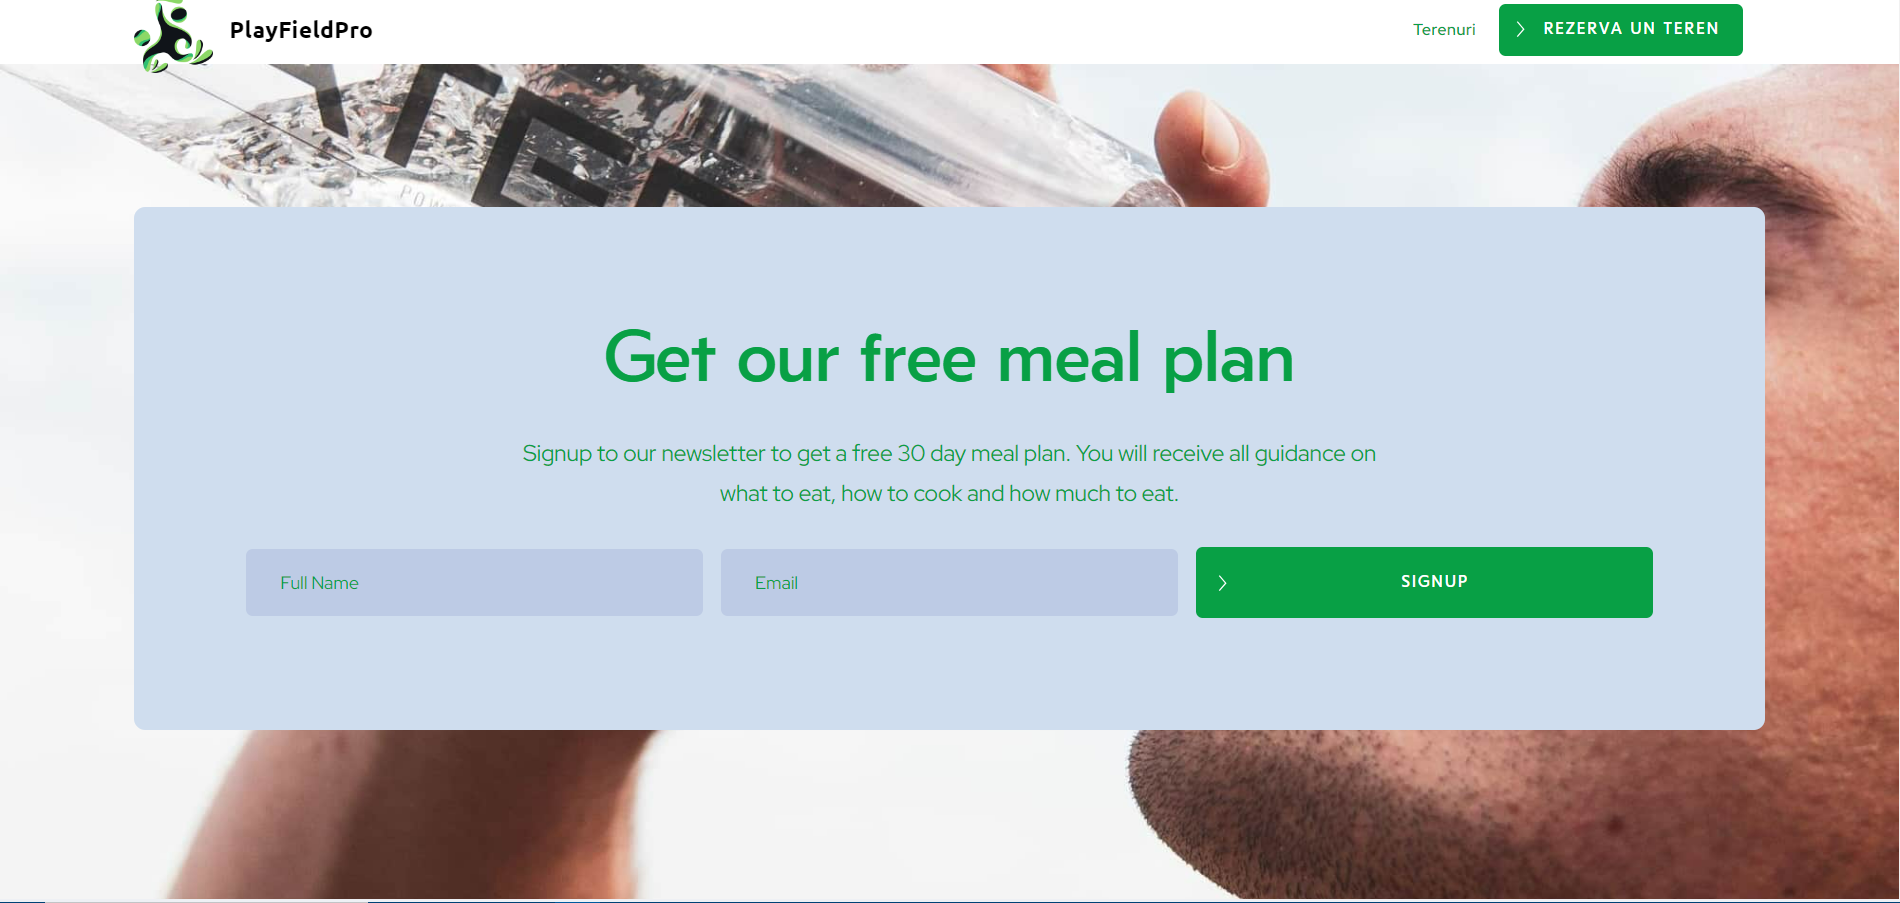 PlayFieldPro
Terenuri
REZERVA UN TEREN
Get our free meal plan
Signup to our newsletter to get a free 30 day meal plan. You will receive all guidance on
what to eat, how to cook and how much to eat.
Full Name
Email
SIGNUP